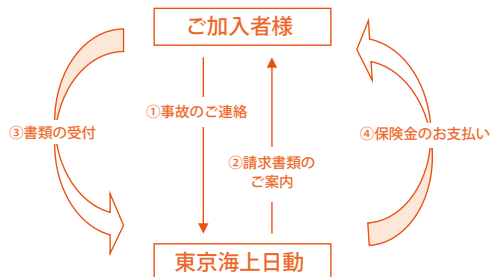 ご加入者様
①事故のご連絡
③書類の受付
④保険金のお支払い
②請求書類の
ご案内
東京海上日動